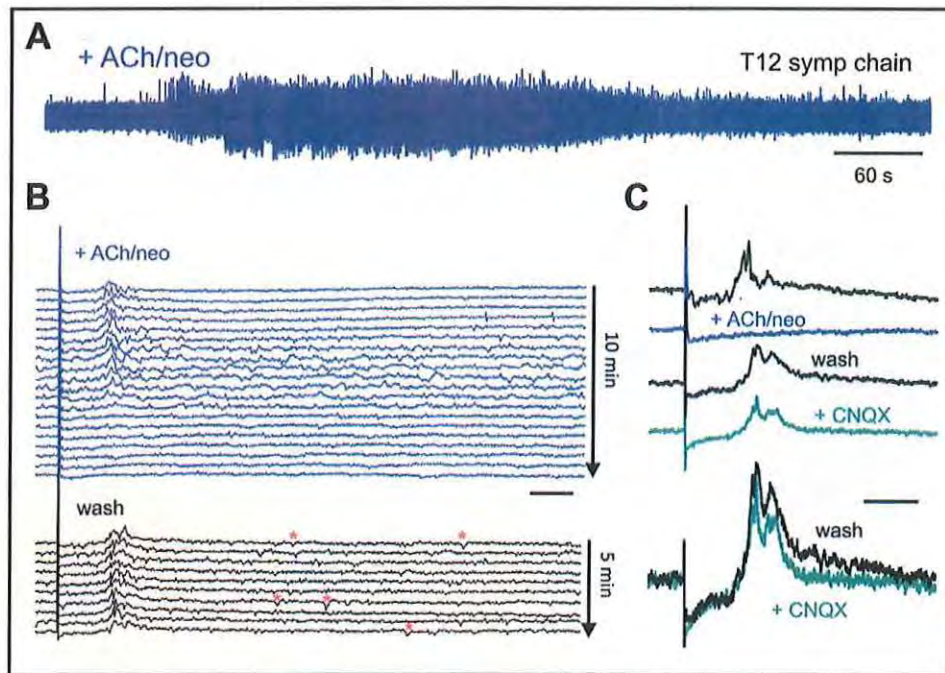 A
+ ACh/neo
T12 symp chain
60 s
B
+ ACh/neo
10 min
wash
* *
* *
*
5 min
C
+ ACh/neo
wash
+ CNQX
wash
+ CNQX